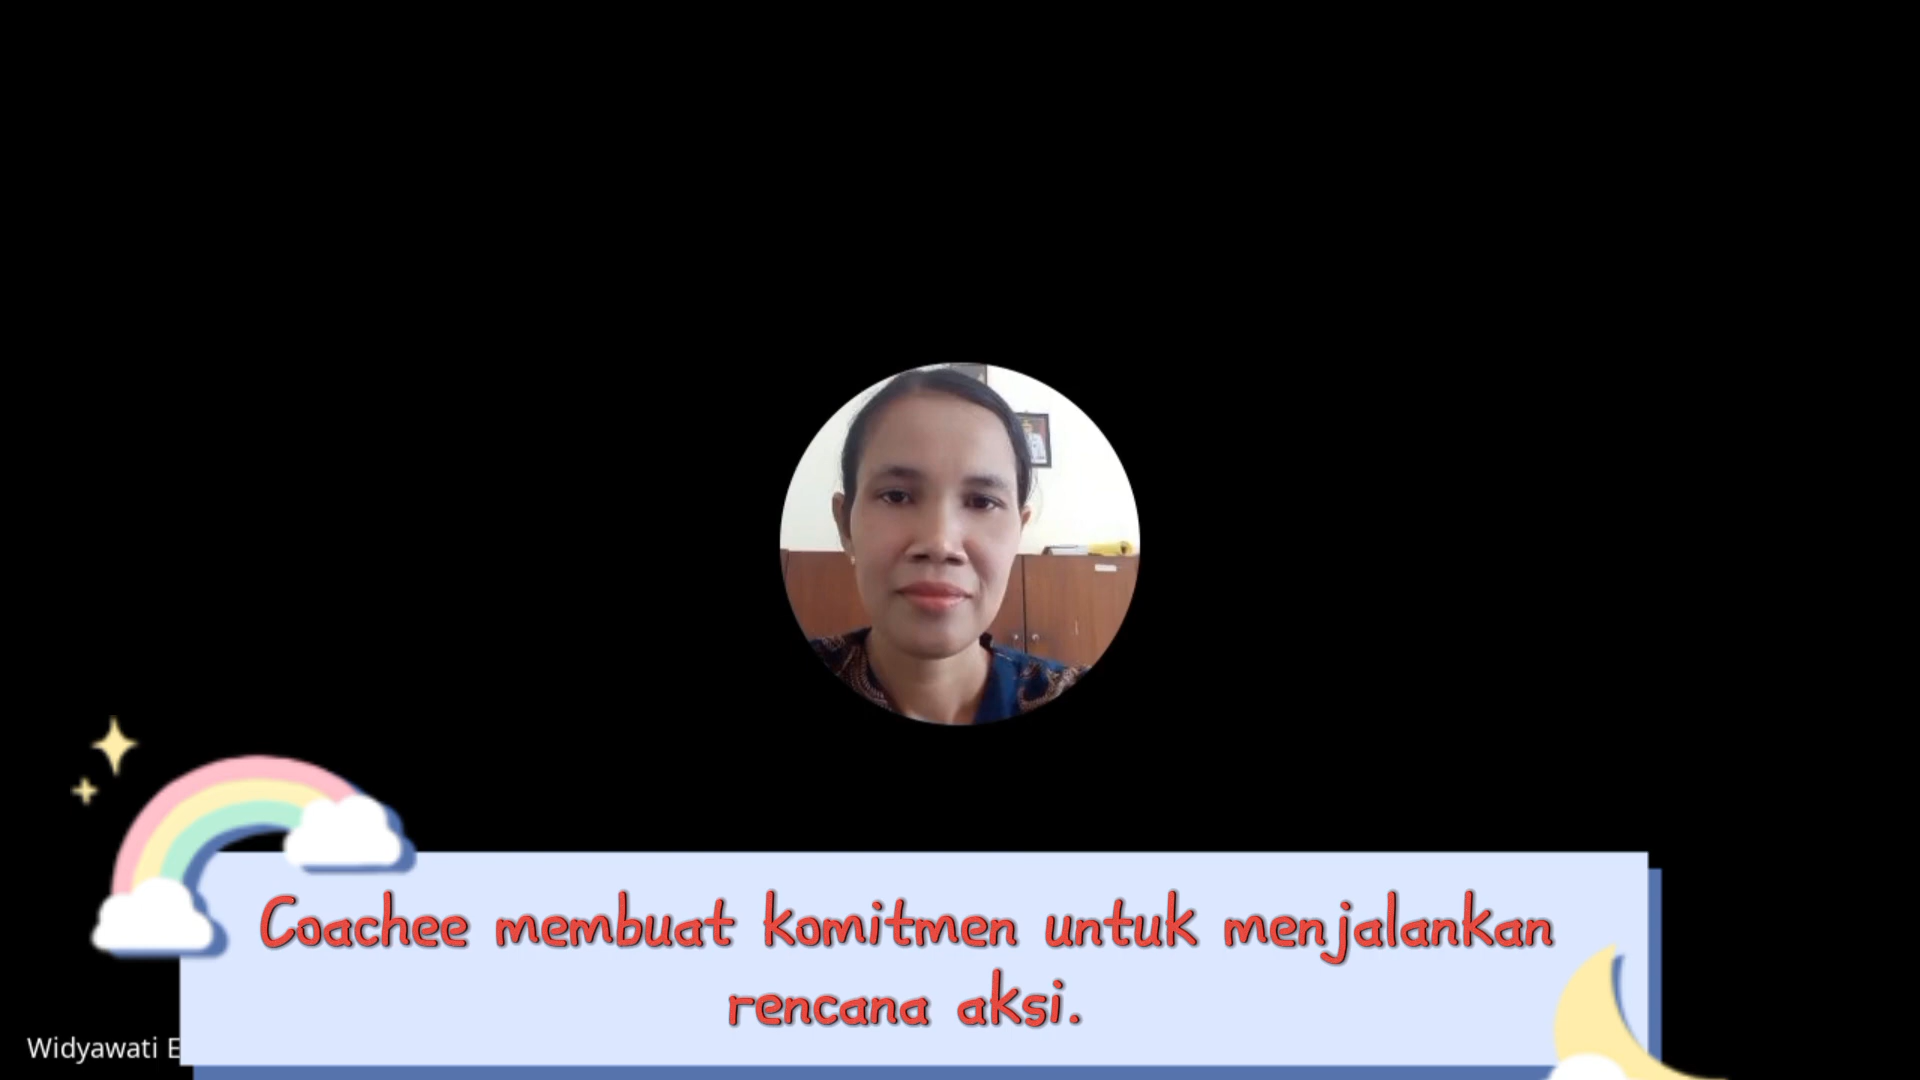 Coachee membuat komitmen untuk menjalankan
rencana aksi.
Widyawati E